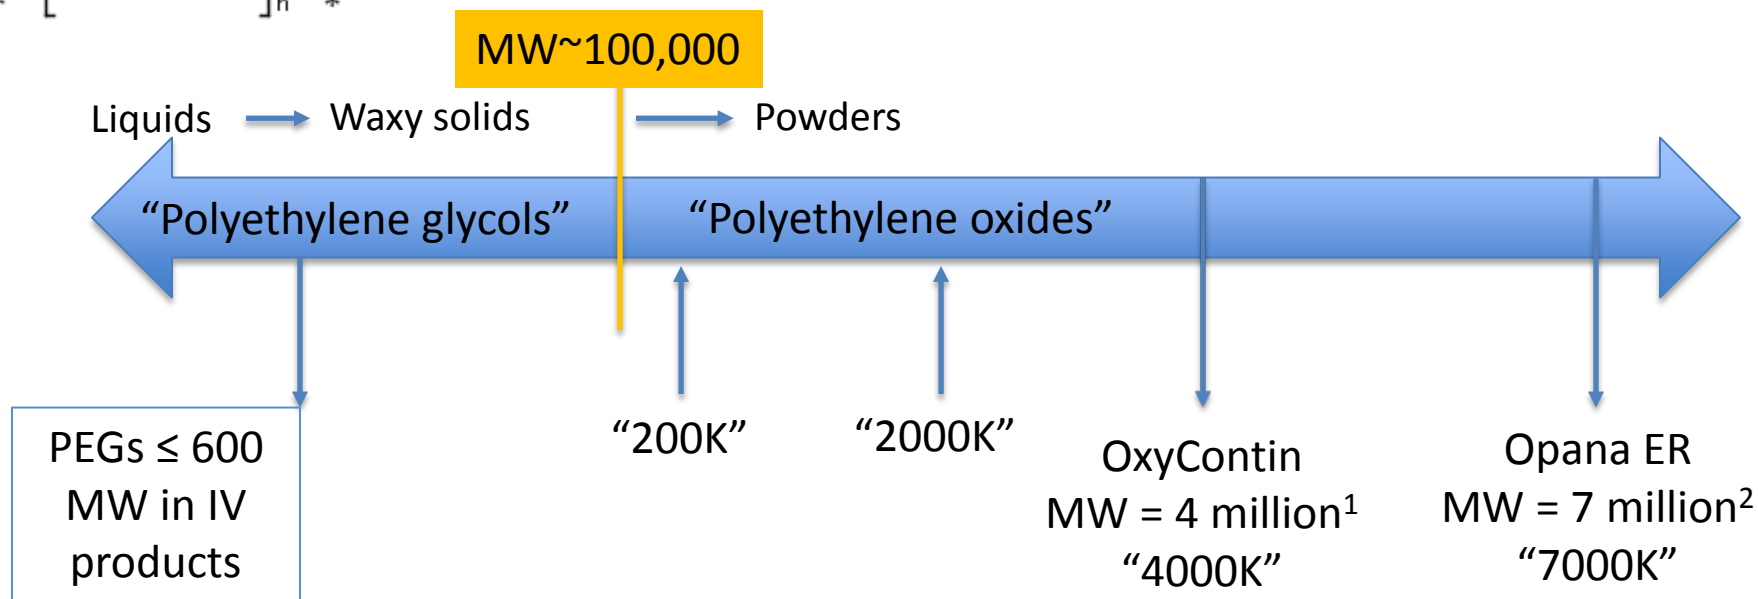 [ ]n *
MW~100,000
Liquids Waxy solids Powders
“Polyethylene glycols” “Polyethylene oxides”
“200K” “2000K”
PEGs ≤ 600
MW in IV
products
OxyContin
MW = 4 million¹
“4000K”
Opana ER
MW = 7 million²
“7000K”